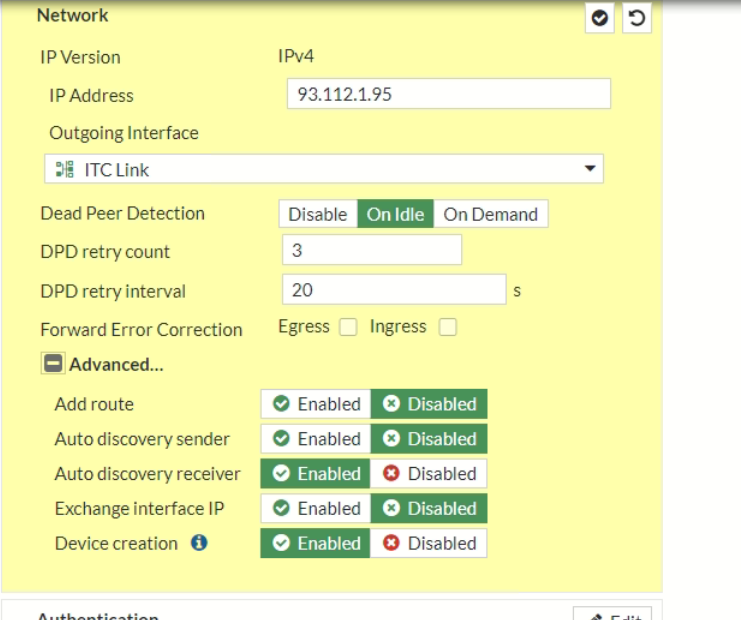 Network
IP Version IPv4
IP Address 93.112.1.95
Outgoing Interface
ITC Link
Dead Peer Detection Disable On Idle On Demand
DPD retry count 3
DPD retry interval 20 s
Forward Error Correction Egress Ingress
Advanced...
Add route Enabled Disabled
Auto discovery sender Enabled Disabled
Auto discovery receiver Enabled Disabled
Exchange interface IP Enabled Disabled
Device creation Enabled Disabled
Authentication Edit